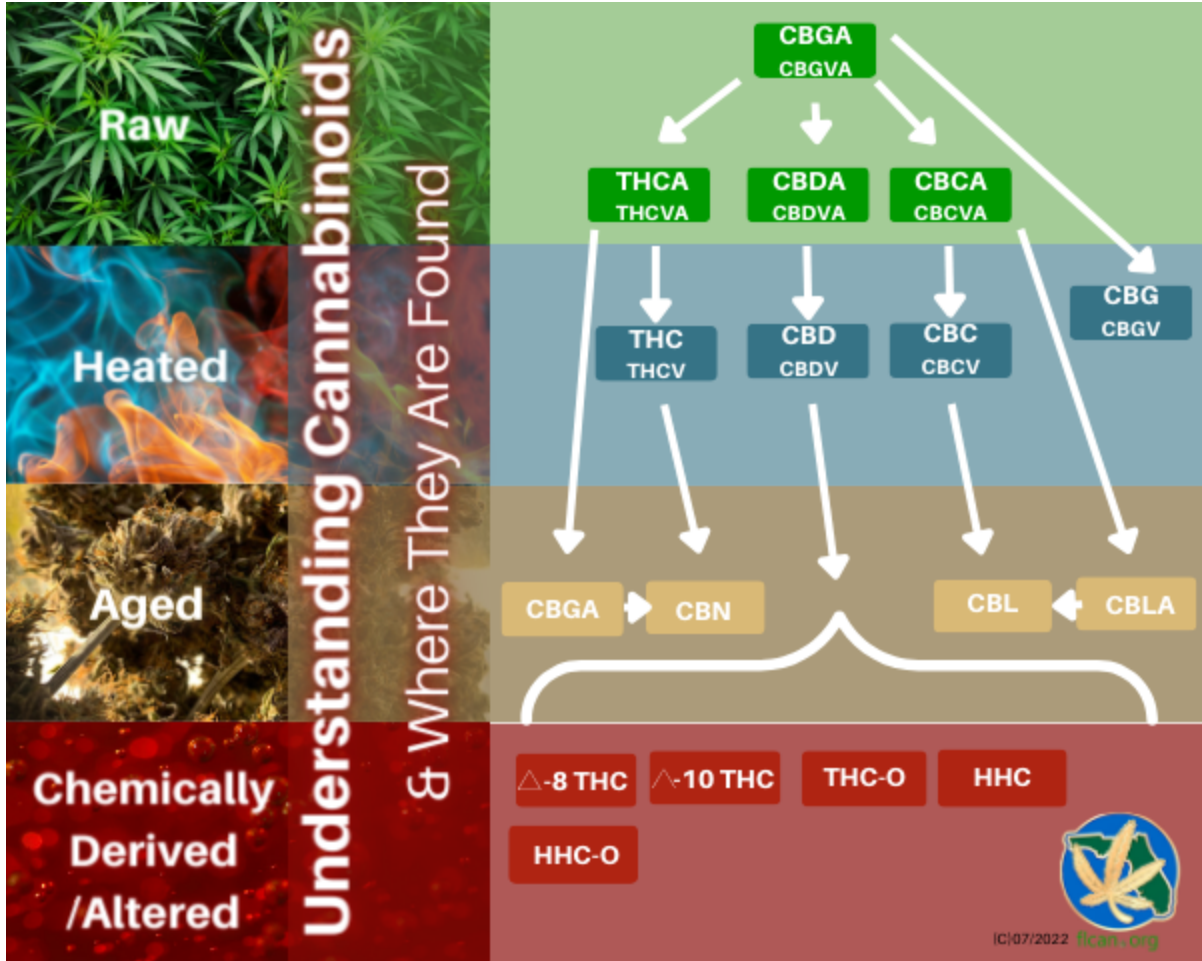 Understanding Cannabinoids
& Where They Are Found
Raw
CBGA
CBGVA
THCA
THCVA
CBDA
CBDVA
CBCA
CBCVA
Heated
CBG
CBGV
THC
THCV
CBD
CBDV
CBC
CBCV
Aged
CBGA
CBN
CBL
CBLA
Chemically
Derived
/Altered
△-8 THC
△-10 THC
THC-O
HHC
HHC-O
(C)07/2022 flcan.org